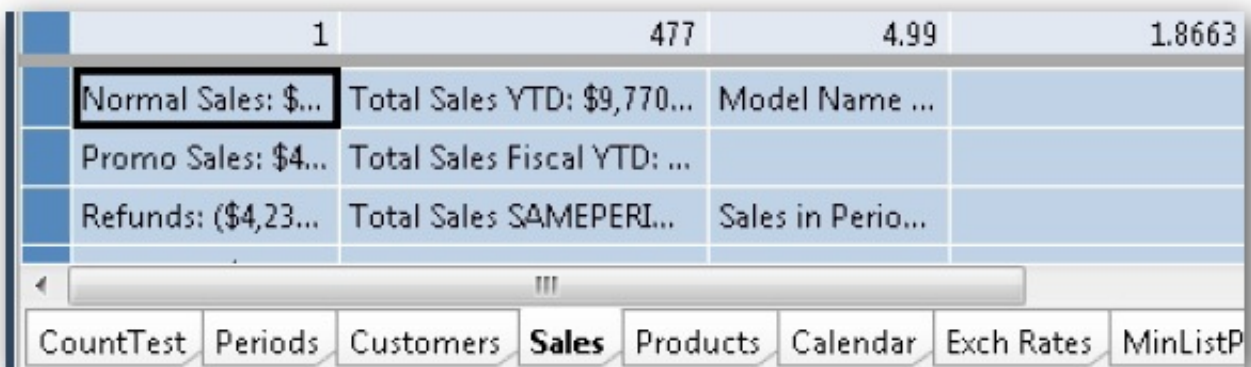 1 477 4.99 1.8663
Normal Sales: $... Total Sales YTD: $9,770... Model Name ...
Promo Sales: $4... Total Sales Fiscal YTD: ...
Refunds: ($4,23... Total Sales SAMEPERI... Sales in Perio...
CountTest Periods Customers Sales Products Calendar Exch Rates MinListP